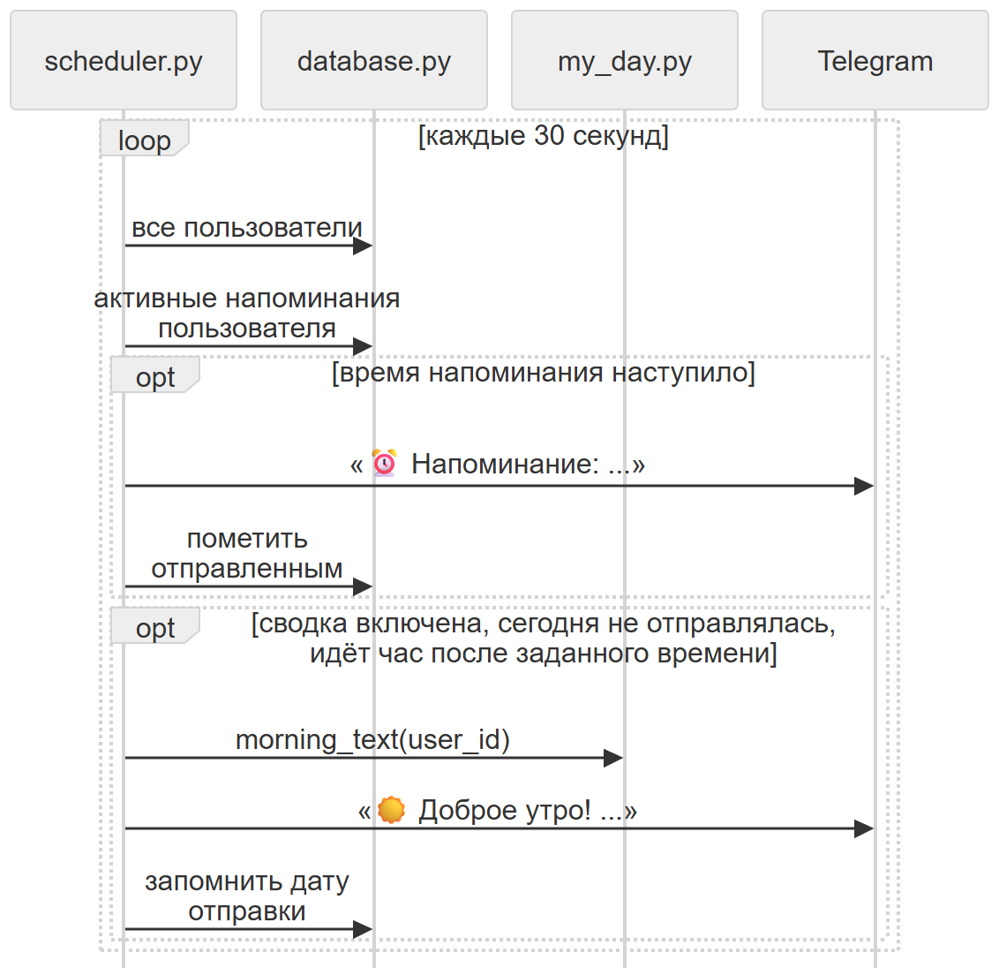 scheduler.py
database.py
my_day.py
Telegram
loop
[каждые 30 секунд]
все пользователи
активные напоминания
пользователя
opt
[время напоминания наступило]
«⏰ Напоминание: ...»
пометить
отправленным
opt
[сводка включена, сегодня не отправлялась,
идёт час после заданного времени]
morning_text(user_id)
«☀️ Доброе утро! ...»
запомнить дату
отправки